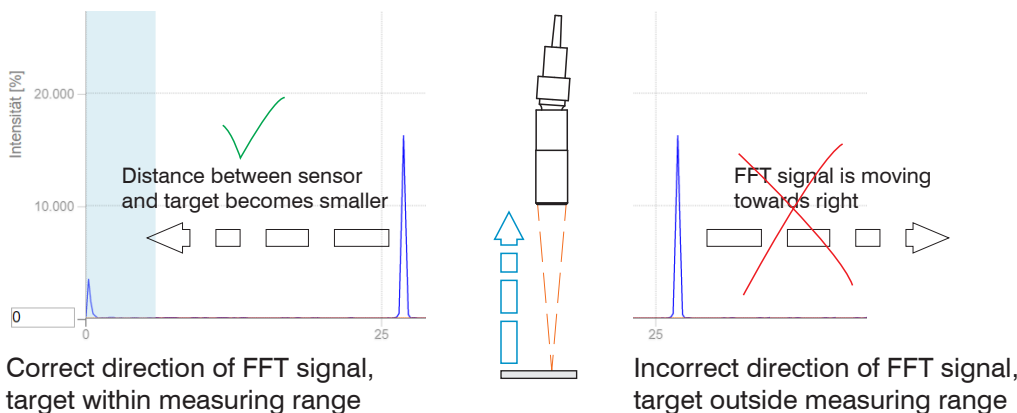 Intensität [%]
20.000
10.000
0
0
25
Distance between sensor
and target becomes smaller
Correct direction of FFT signal,
target within measuring range
FFT signal is moving
towards right
25
Incorrect direction of FFT signal,
target outside measuring range